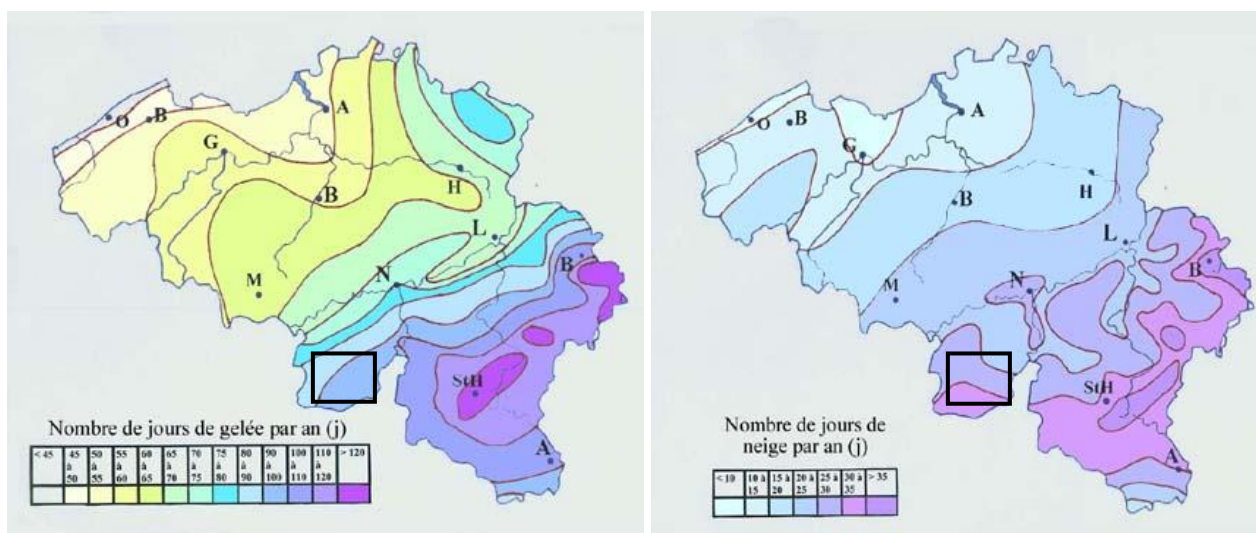 O
B
A
G
B
H
L
M
N
B
StH
A
Nombre de jours de gelée par an (j)
< 45 45 à 50 50 à 55 55 à 60 60 à 65 65 à 70 70 à 75 75 à 80 80 à 90 90 à 100 100 à 110 110 à 120 > 120
O
B
A
G
B
H
L
M
N
B
StH
A
Nombre de jours de
neige par an (j)
< 10 10 à 15 15 à 20 20 à 25 25 à 30 30 à 35 > 35